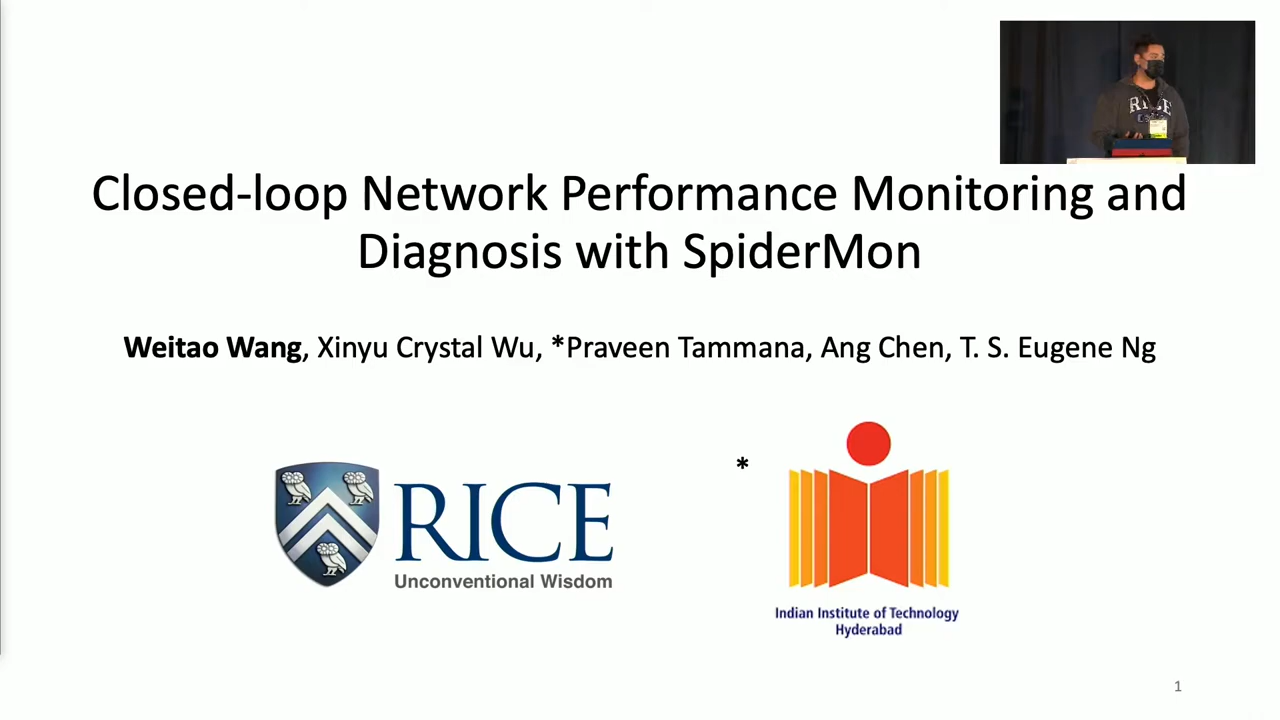 RICE
Closed-loop Network Performance Monitoring and
Diagnosis with SpiderMon
Weitao Wang, Xinyu Crystal Wu, *Praveen Tammana, Ang Chen, T. S. Eugene Ng
*
RICE
Unconventional Wisdom
Indian Institute of Technology
Hyderabad
1